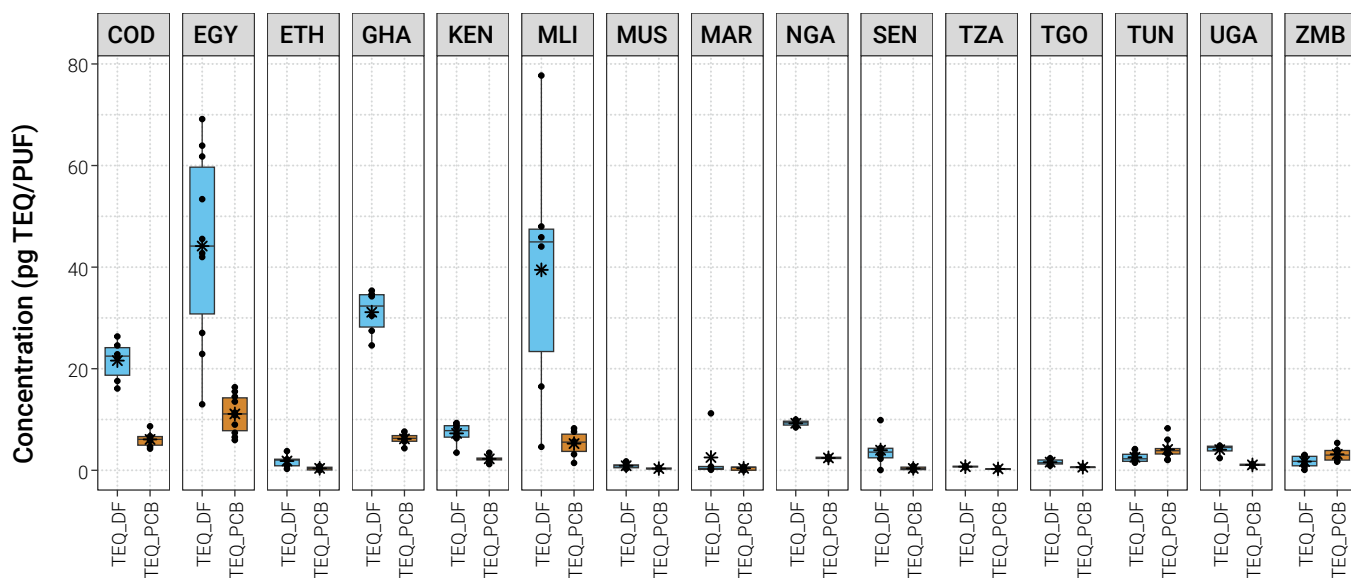 COD EGY ETH GHA KEN MLI MUS MAR NGA SEN TZA TGO TUN UGA ZMB
Concentration (pg TEQ/PUF)
80
60
40
20
0
TEQ_DF TEQ_PCB TEQ_DF TEQ_PCB TEQ_DF TEQ_PCB TEQ_DF TEQ_PCB TEQ_DF TEQ_PCB TEQ_DF TEQ_PCB TEQ_DF TEQ_PCB TEQ_DF TEQ_PCB TEQ_DF TEQ_PCB TEQ_DF TEQ_PCB TEQ_DF TEQ_PCB TEQ_DF TEQ_PCB TEQ_DF TEQ_PCB TEQ_DF TEQ_PCB TEQ_DF TEQ_PCB